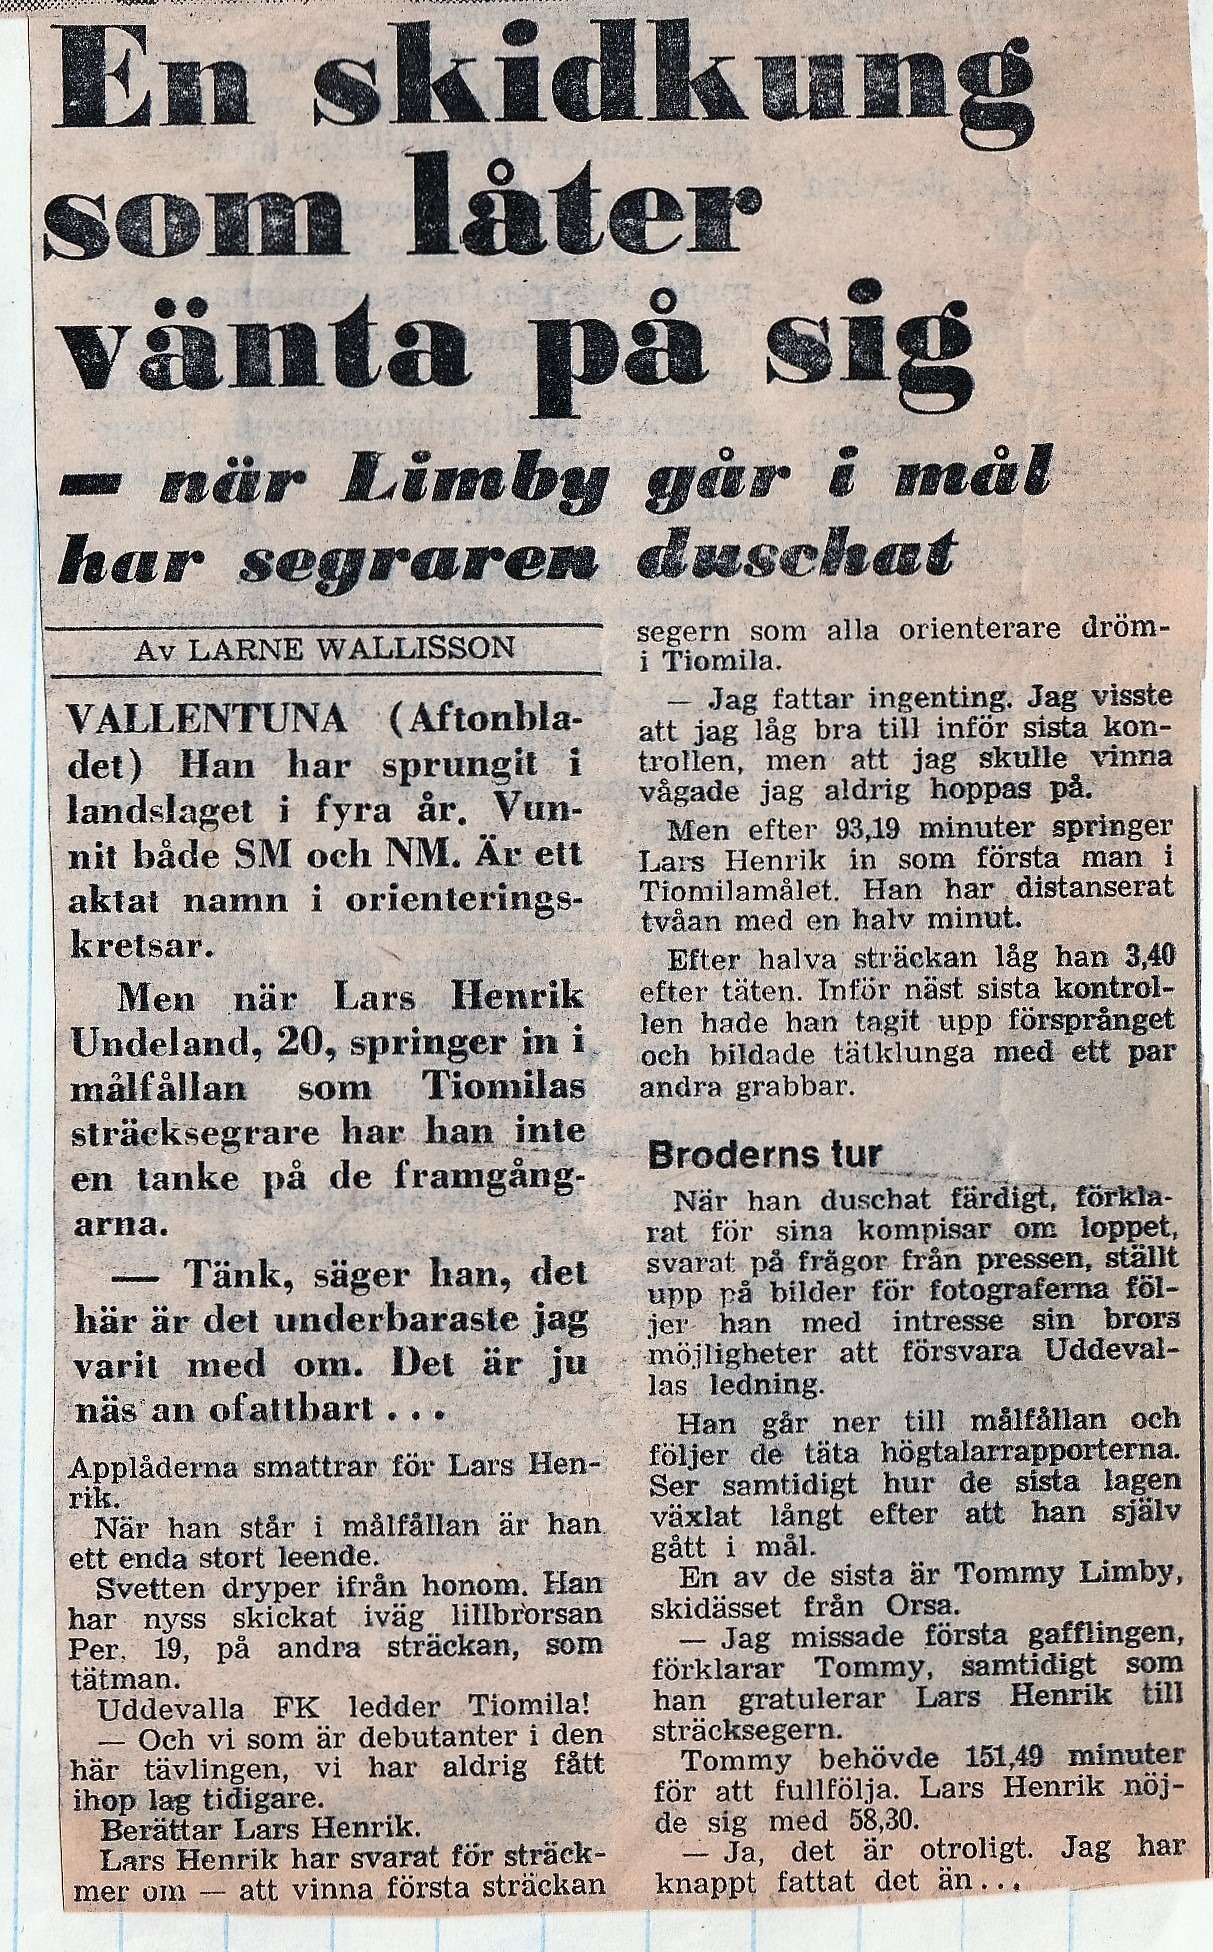 En skidkung
som låter
vänta på sig
— när Limby går i mål
har segraren duschat
Av LARNE WALLISSON
VALLENTUNA (Aftonbla-
det) Han har sprungit i
landslaget i fyra år. Vun-
nit både SM och NM. Är ett
aktat namn i orienterings-
kretsar.
Men när Lars Henrik
Undeland, 20, springer in i
målfållan som Tiomilas
sträcksegrare har han inte
en tanke på de framgång-
arna.
— Tänk, säger han, det
här är det underbaraste jag
varit med om. Det är ju
näs an ofattbart . . .
Applåderna smattrar för Lars Hen-
rik.
När han står i målfållan är han
ett enda stort leende.
Svetten dryper ifrån honom. Han
har nyss skickat iväg lillbrorsan
Per, 19, på andra sträckan, som
tätman.
Uddevalla FK ledder Tiomila!
— Och vi som är debutanter i den
här tävlingen, vi har aldrig fått
ihop lag tidigare.
Berättar Lars Henrik.
Lars Henrik har svarat för sträck-
mer om — att vinna första sträckan
segern som alla orienterare dröm-
i Tiomila.
— Jag fattar ingenting. Jag visste
att jag låg bra till inför sista kon-
trollen, men att jag skulle vinna
vågade jag aldrig hoppas på.
Men efter 93,19 minuter springer
Lars Henrik in som första man i
Tiomilamålet. Han har distanserat
tvåan med en halv minut.
Efter halva sträckan låg han 3,40
efter täten. Inför näst sista kontrol-
len hade han tagit upp försprånget
och bildade tätklunga med ett par
andra grabbar.
Broderns tur
När han duschat färdigt, förkla-
rat för sina kompisar om loppet,
svarat på frågor från pressen, ställt
upp på bilder för fotograferna föl-
jer han med intresse sin brors
möjligheter att försvara Uddeval-
las ledning.
Han går ner till målfållan och
följer de täta högtalarrapporterna.
Ser samtidigt hur de sista lagen
växlat långt efter att han själv
gått i mål.
En av de sista är Tommy Limby,
skidässet från Orsa.
— Jag missade första gafflingen,
förklarar Tommy, samtidigt som
han gratulerar Lars Henrik till
sträcksegern.
Tommy behövde 151,49 minuter
för att fullfölja. Lars Henrik nöj-
de sig med 58,30.
— Ja, det är otroligt. Jag har
knappt fattat det än . . .